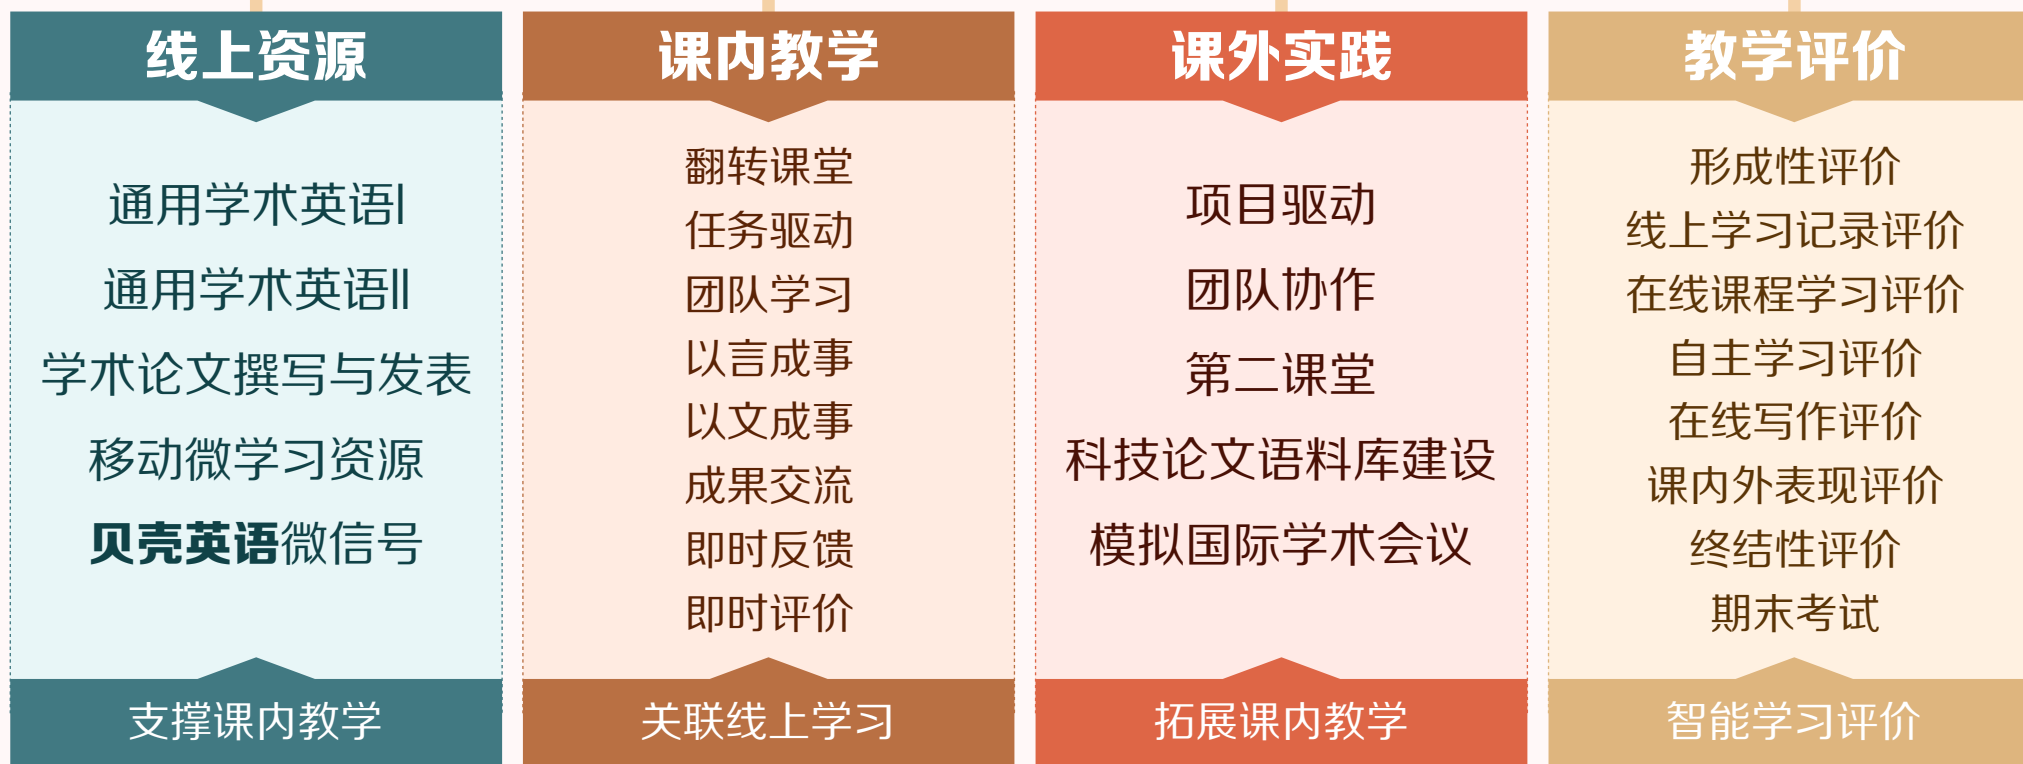 线上资源
通用学术英语I
通用学术英语II
学术论文撰写与发表
移动微学习资源
贝壳英语微信号
支撑课内教学
课内教学
翻转课堂
任务驱动
团队学习
以言成事
以文成事
成果交流
即时反馈
即时评价
关联线上学习
课外实践
项目驱动
团队协作
第二课堂
科技论文语料库建设
模拟国际学术会议
拓展课内教学
教学评价
形成性评价
线上学习记录评价
在线课程学习评价
自主学习评价
在线写作评价
课内外表现评价
终结性评价
期末考试
智能学习评价